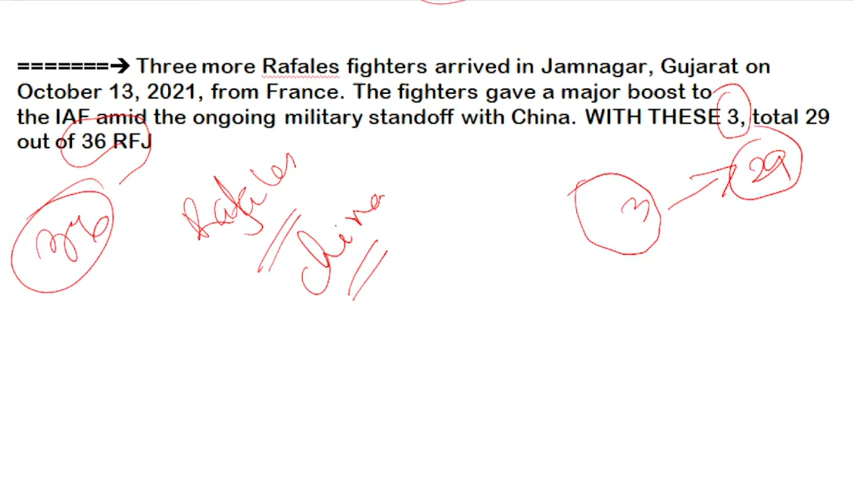 =======➔ Three more Rafales fighters arrived in Jamnagar, Gujarat on
October 13, 2021, from France. The fighters gave a major boost to
the IAF amid the ongoing military standoff with China. WITH THESE 3, total 29
out of 36 RFJ
Rafales
29
3
36
China